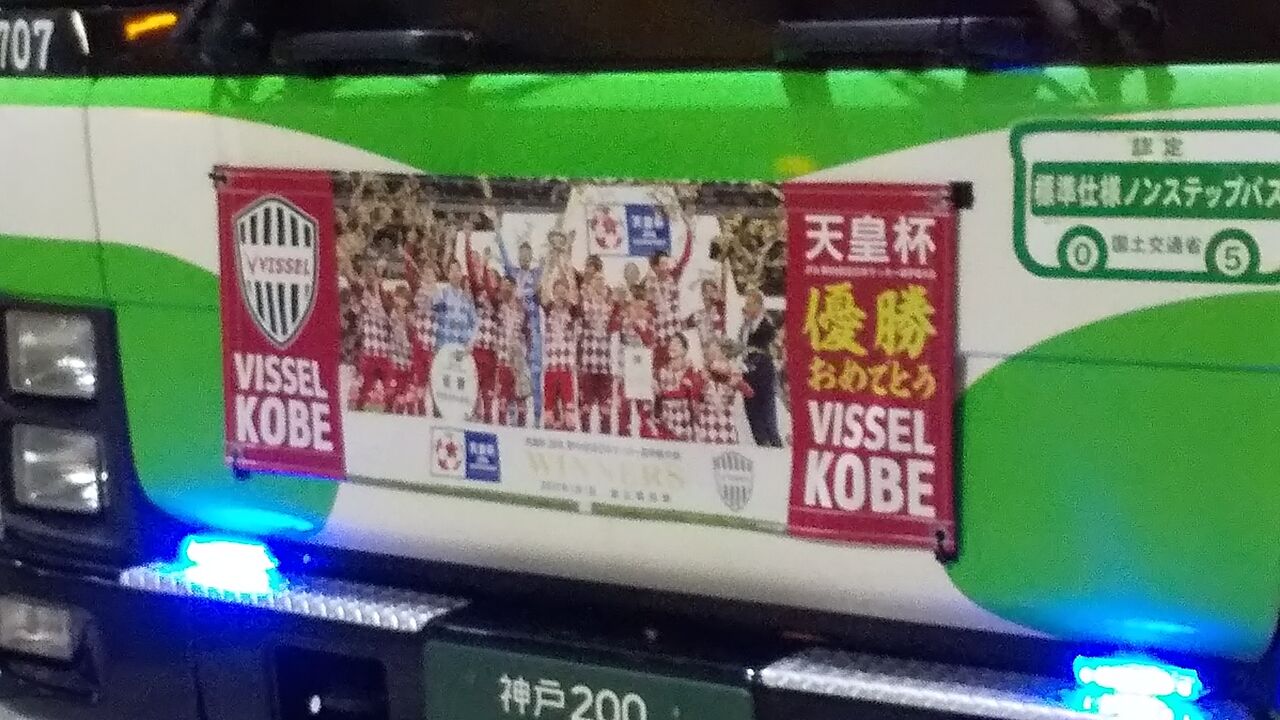 707
VISSEL
VISSEL
KOBE
天皇杯
優勝
おめでとう
VISSEL
KOBE
WINNERS
認定
標準仕様ノンステップバス
0 国土交通省 5
神戸200